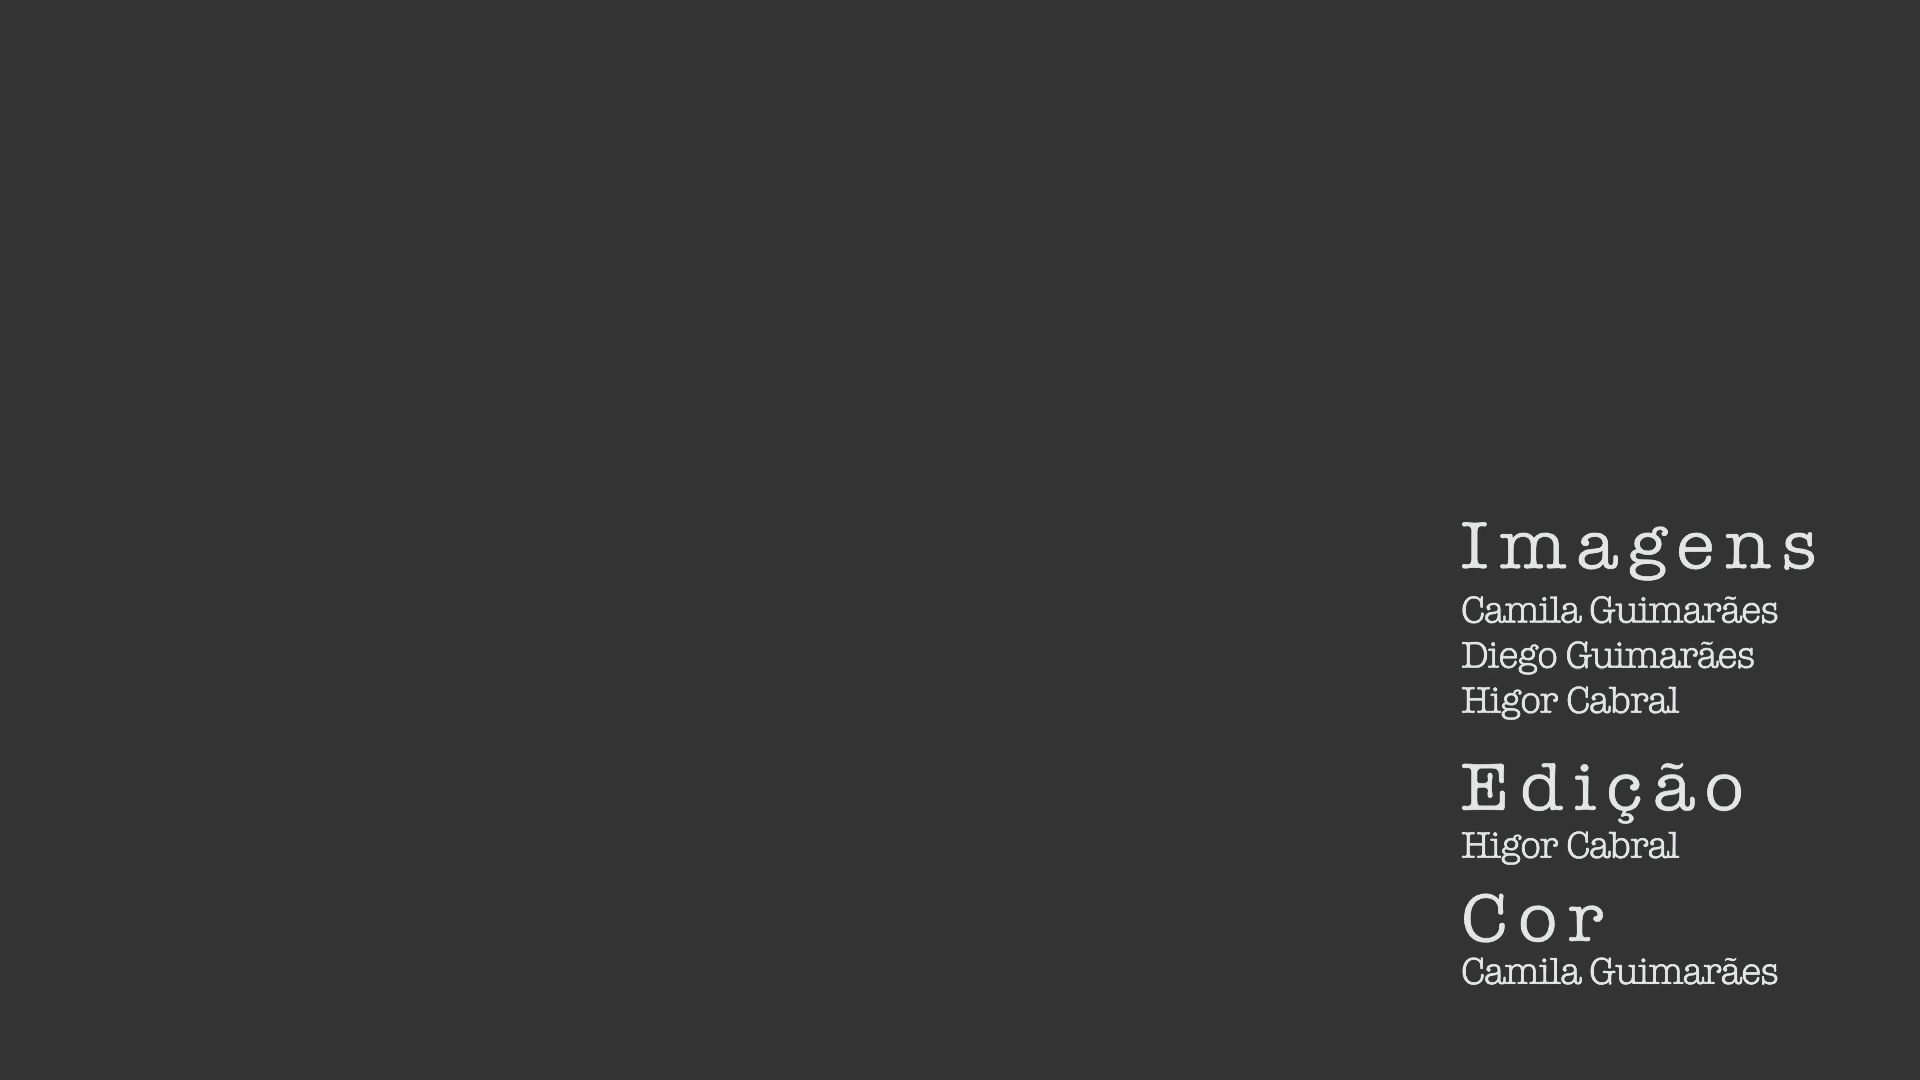 Imagens
Camila Guimarães
Diego Guimarães
Higor Cabral
Edição
Higor Cabral
Cor
Camila Guimarães